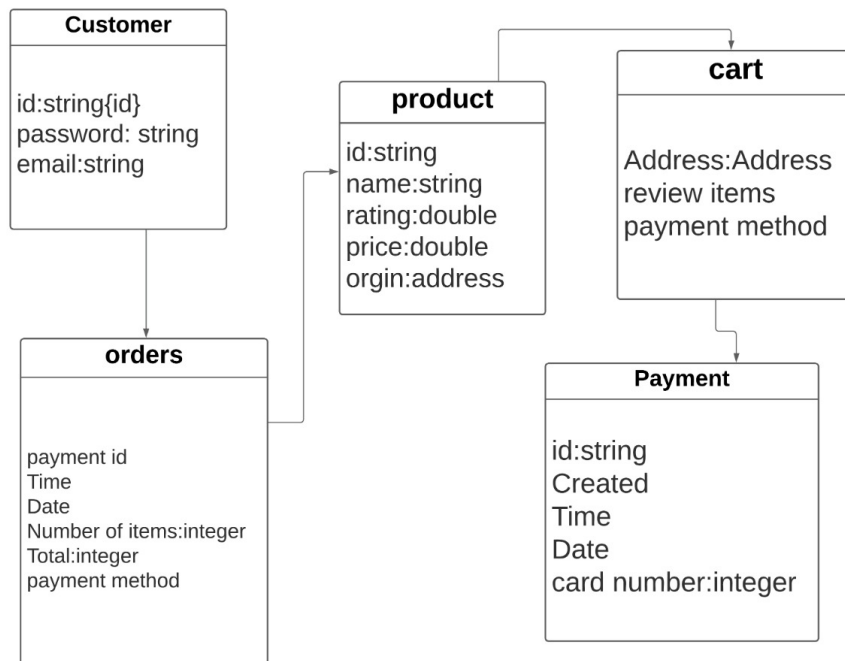 Customer
id:string{id}
password: string
email:string
orders
payment id
Time
Date
Number of items:integer
Total:integer
payment method
product
id:string
name:string
rating:double
price:double
orgin:address
cart
Address:Address
review items
payment method
Payment
id:string
Created
Time
Date
card number:integer